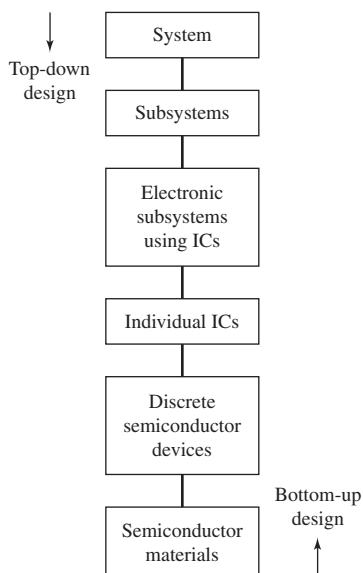 System
Top-down
design
Subsystems
Electronic
subsystems
using ICs
Individual ICs
Discrete
semiconductor
devices
Bottom-up
design
Semiconductor
materials